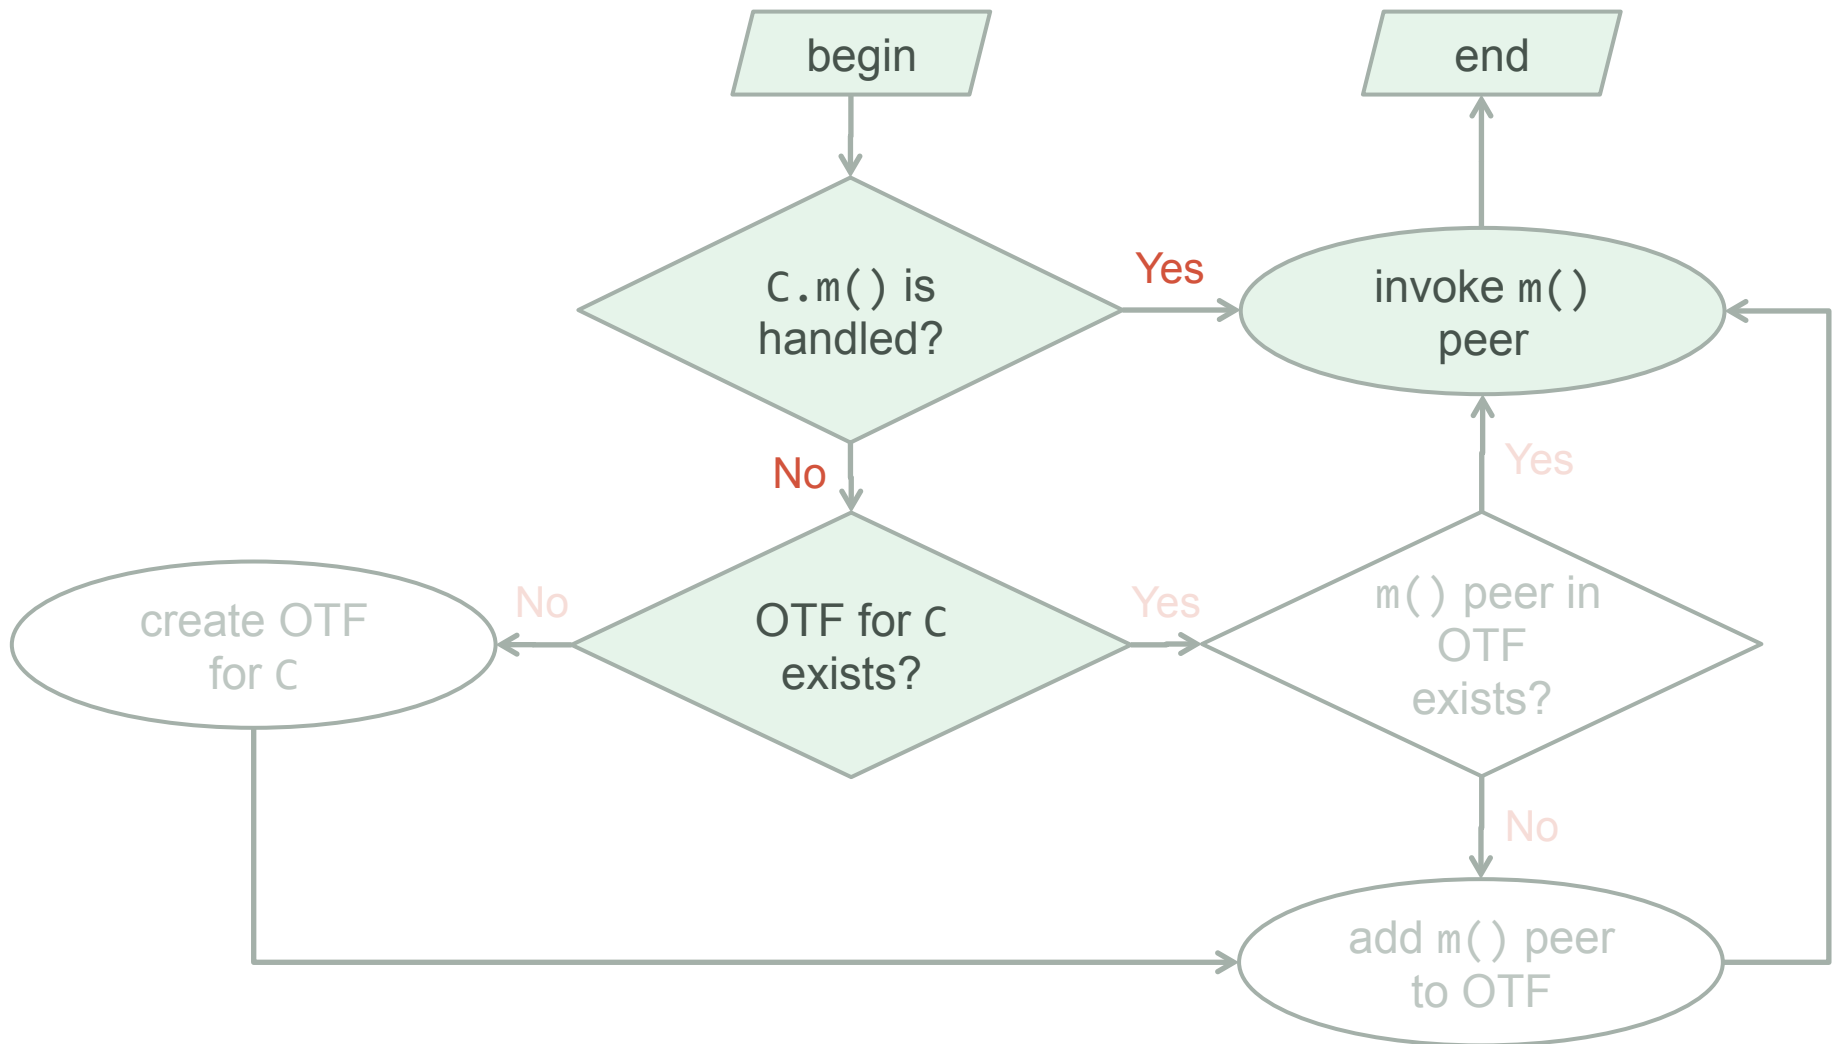 begin
end
C.m() is
handled?
Yes
invoke m()
peer
No
Yes
create OTF
for C
No
OTF for C
exists?
Yes
m() peer in
OTF
exists?
No
add m() peer
to OTF